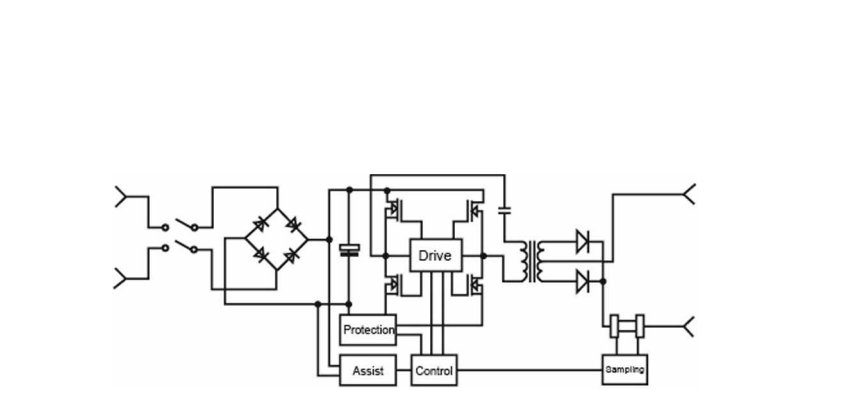 Drive
Protection
Assist
Control
Sampling